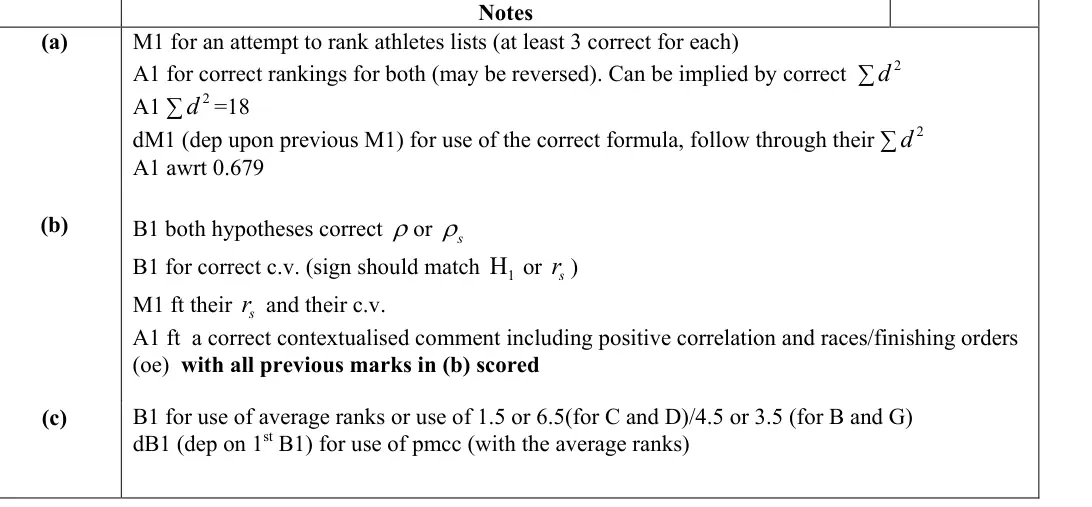 Notes
(a) M1 for an attempt to rank athletes lists (at least 3 correct for each)
A1 for correct rankings for both (may be reversed). Can be implied by correct ∑d²
A1 ∑d²=18
dM1 (dep upon previous M1) for use of the correct formula, follow through their ∑d²
A1 awrt 0.679
(b) B1 both hypotheses correct ρ or ρₛ
B1 for correct c.v. (sign should match H₁ or rₛ)
M1 ft their rₛ and their c.v.
A1 ft a correct contextualised comment including positive correlation and races/finishing orders
(oe) with all previous marks in (b) scored
(c) B1 for use of average ranks or use of 1.5 or 6.5(for C and D)/4.5 or 3.5 (for B and G)
dB1 (dep on 1st B1) for use of pmcc (with the average ranks)